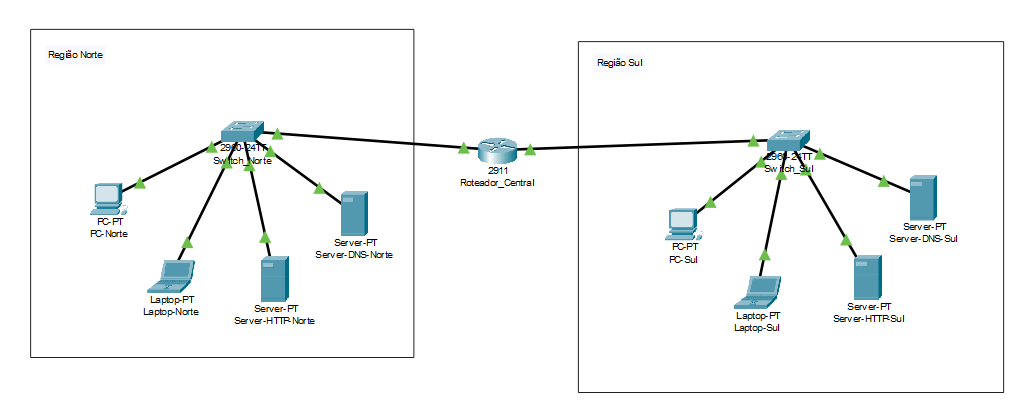 Região Norte
Região Sul
2960-24TT
Switch_Norte
2911
Roteador_Central
2960-24TT
Switch_Sul
PC-PT
PC-Norte
Server-PT
Server-DNS-Norte
Laptop-PT
Laptop-Norte
Server-PT
Server-HTTP-Norte
PC-PT
PC-Sul
Server-PT
Server-DNS-Sul
Laptop-PT
Laptop-Sul
Server-PT
Server-HTTP-Sul